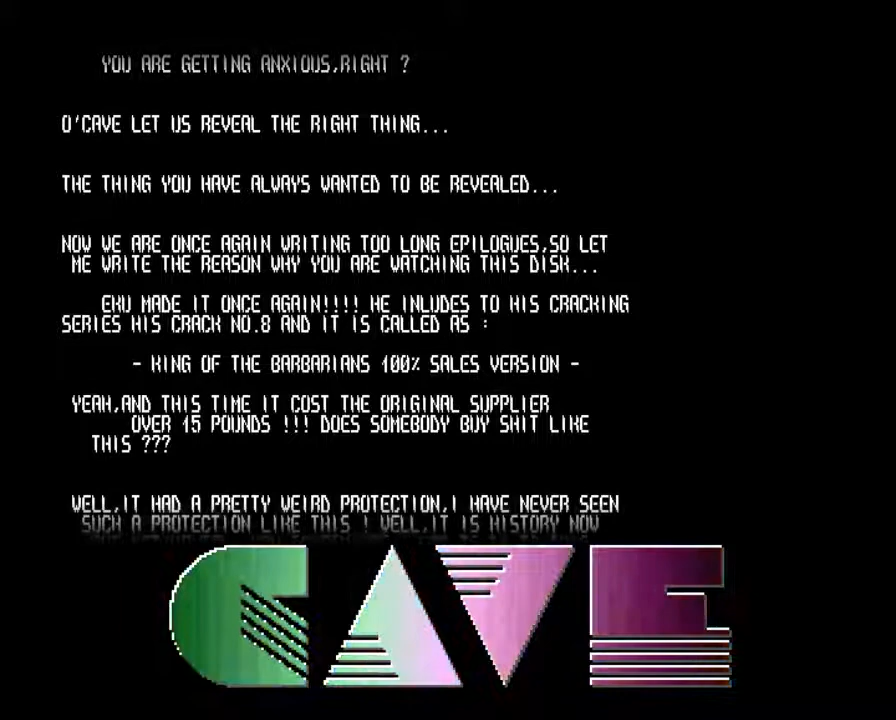 YOU ARE GETTING ANXIOUS,RIGHT ?
O'CAVE LET US REVEAL THE RIGHT THING...
THE THING YOU HAVE ALWAYS WANTED TO BE REVEALED...
NOW WE ARE ONCE AGAIN WRITING TOO LONG EPILOGUES,SO LET
ME WRITE THE REASON WHY YOU ARE WATCHING THIS DISK...
EKU MADE IT ONCE AGAIN!!!! HE INLUDES TO HIS CRACKING
SERIES HIS CRACK NO.8 AND IT IS CALLED AS :
- KING OF THE BARBARIANS 100% SALES VERSION -
YEAH,AND THIS TIME IT COST THE ORIGINAL SUPPLIER
OVER 15 POUNDS !!! DOES SOMEBODY BUY SHIT LIKE
THIS ???
WELL,IT HAD A PRETTY WEIRD PROTECTION,I HAVE NEVER SEEN
SUCH A PROTECTION LIKE THIS ! WELL,IT IS HISTORY NOW
CAVE